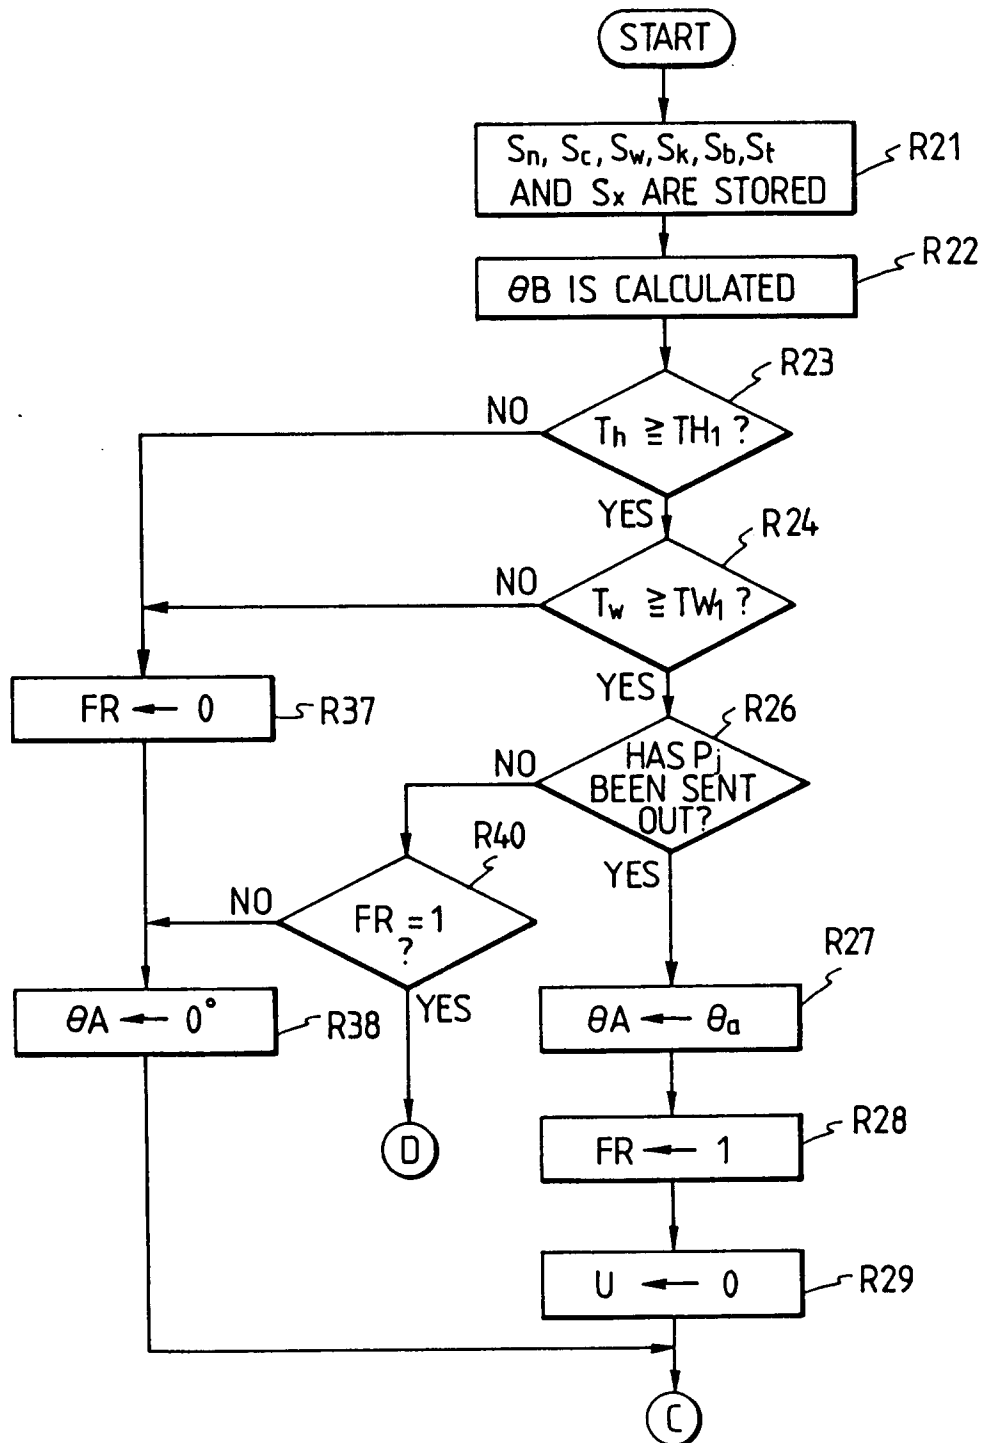 START
Sn, Sc, Sw, Sk, Sb, St
AND Sx ARE STORED
R21
θB IS CALCULATED
R22
R23
NO
Th ≧ TH1 ?
YES
R24
NO
Tw ≧ TW1 ?
YES
FR ← 0
R37
R26
NO
HAS Pj
BEEN SENT
OUT?
YES
R40
NO
FR = 1
?
YES
R27
θA ← 0°
R38
θA ← θa
D
FR ← 1
R28
U ← 0
R29
C